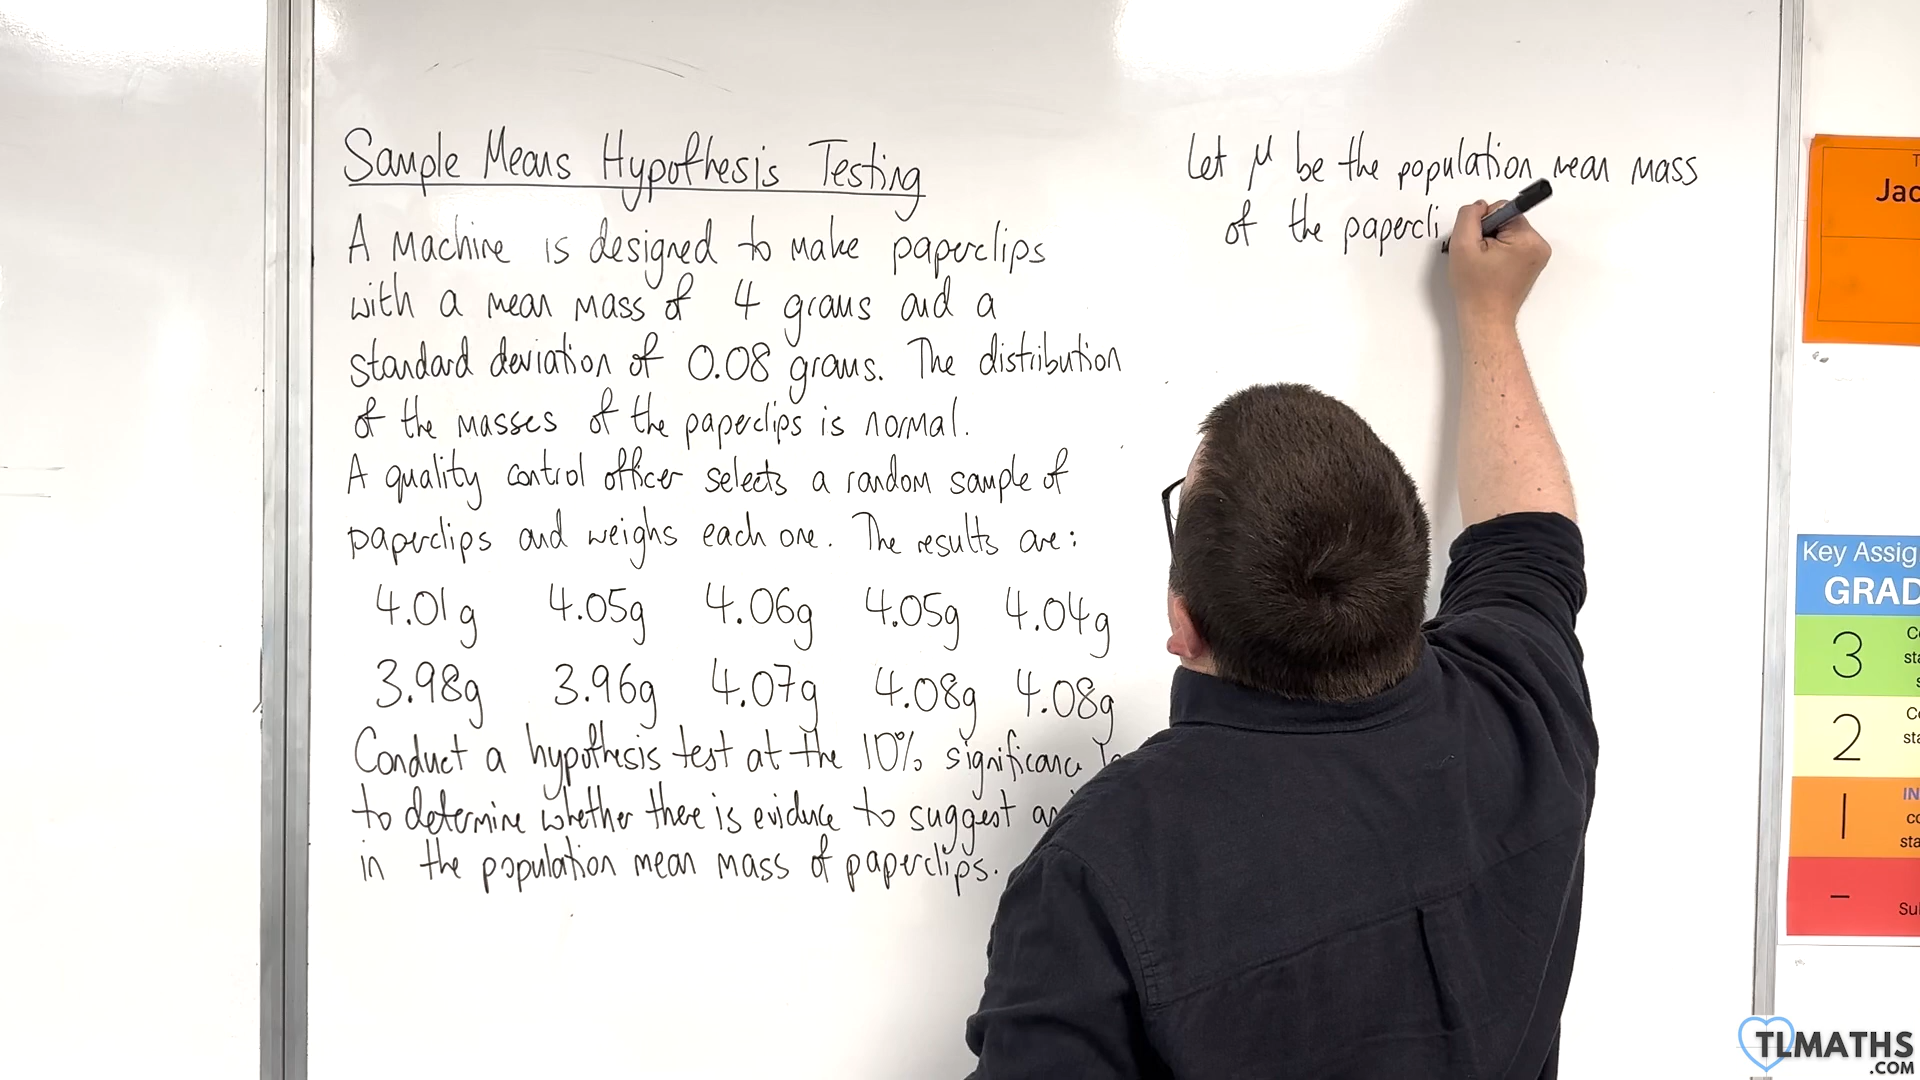 Sample Means Hypothesis Testing
A machine is designed to make paperclips
with a mean mass of 4 grams and a
standard deviation of 0.08 grams. The distribution
of the masses of the paperclips is normal.
A quality control officer selects a random sample of
paperclips and weighs each one. The results are:
4.01g 4.05g 4.06g 4.05g 4.04g
3.98g 3.96g 4.07g 4.08g 4.08g
Conduct a hypothesis test at the 10% significance
to determine whether there is evidence to suggest
in the population mean mass of paperclips.
Let μ be the population mean mass
of the papercli
Jac
Key Assig
GRAD
3
2
1
-
IN
TLMATHS
.COM